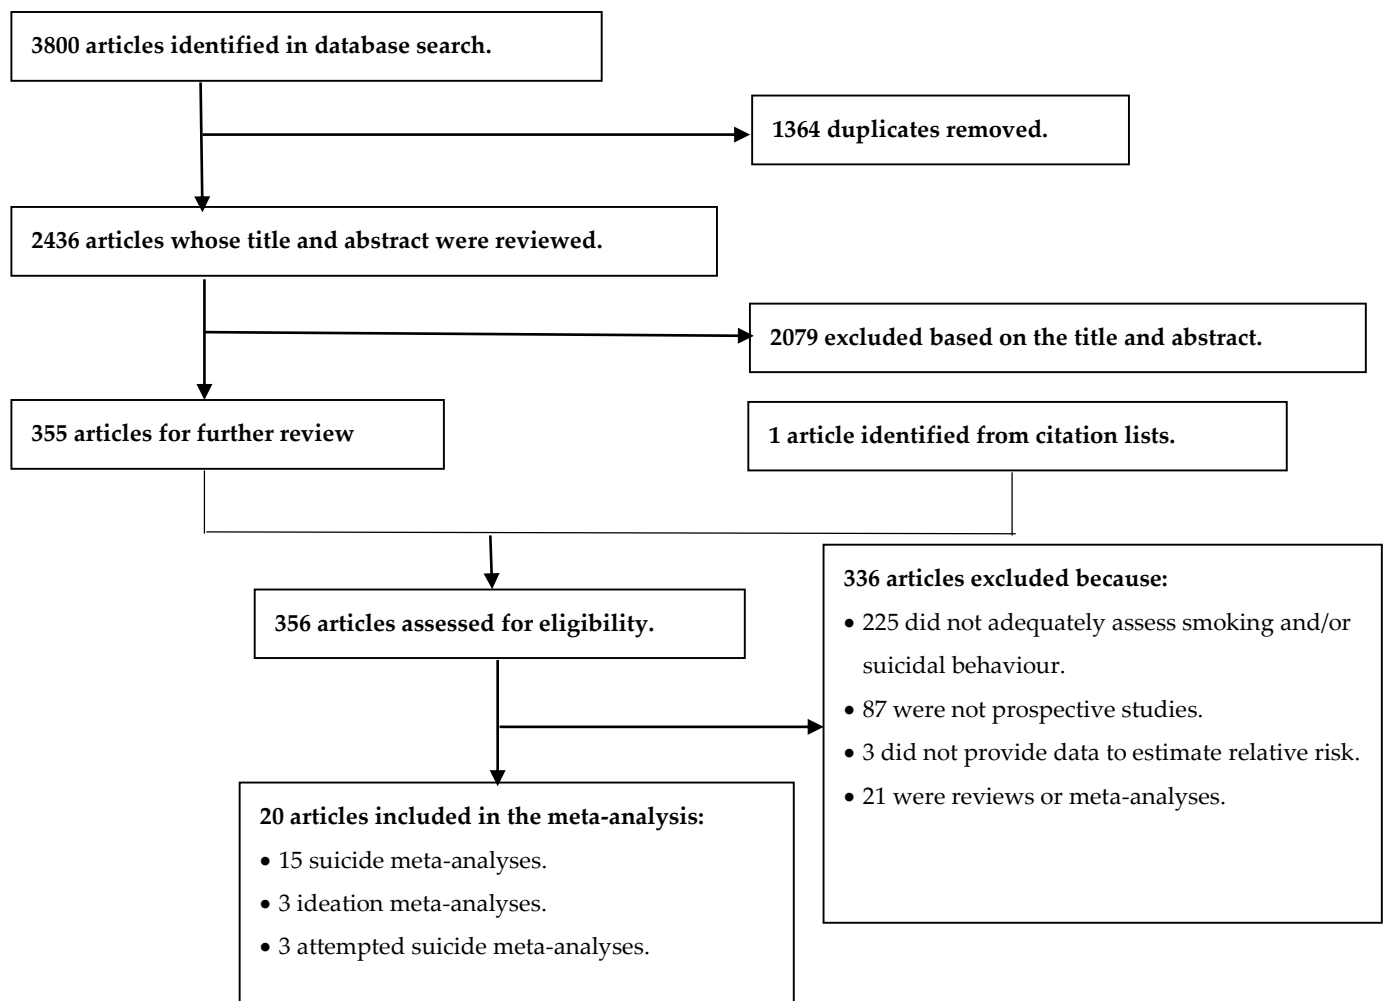 3800 articles identified in database search.
1364 duplicates removed.
2436 articles whose title and abstract were reviewed.
2079 excluded based on the title and abstract.
355 articles for further review
1 article identified from citation lists.
356 articles assessed for eligibility.
336 articles excluded because:
• 225 did not adequately assess smoking and/or
suicidal behaviour.
• 87 were not prospective studies.
• 3 did not provide data to estimate relative risk.
• 21 were reviews or meta-analyses.
20 articles included in the meta-analysis:
• 15 suicide meta-analyses.
• 3 ideation meta-analyses.
• 3 attempted suicide meta-analyses.